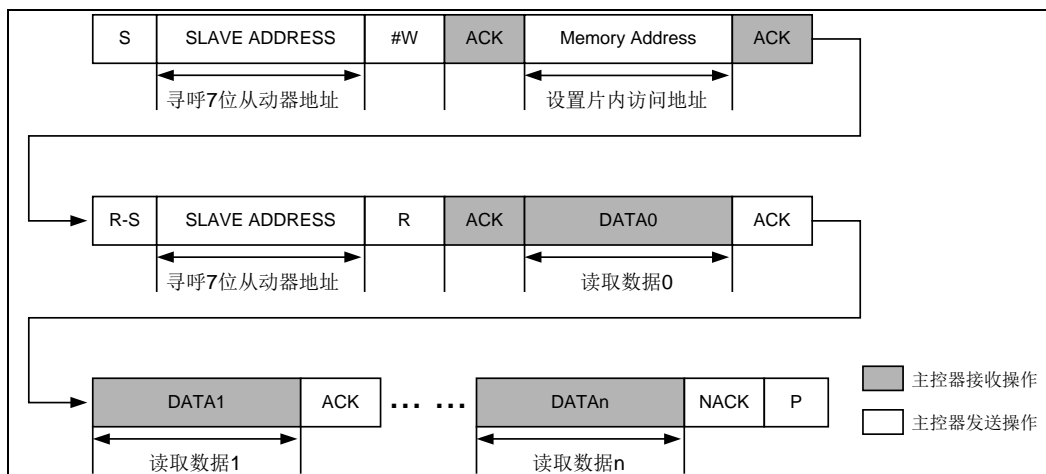 S SLAVE ADDRESS #W ACK Memory Address ACK
寻呼7位从动器地址 设置片内访问地址
R-S SLAVE ADDRESS R ACK DATA0 ACK
寻呼7位从动器地址 读取数据0
主控器接收操作
DATA1 ACK ... ... DATAn NACK P
主控器发送操作
读取数据1 读取数据n